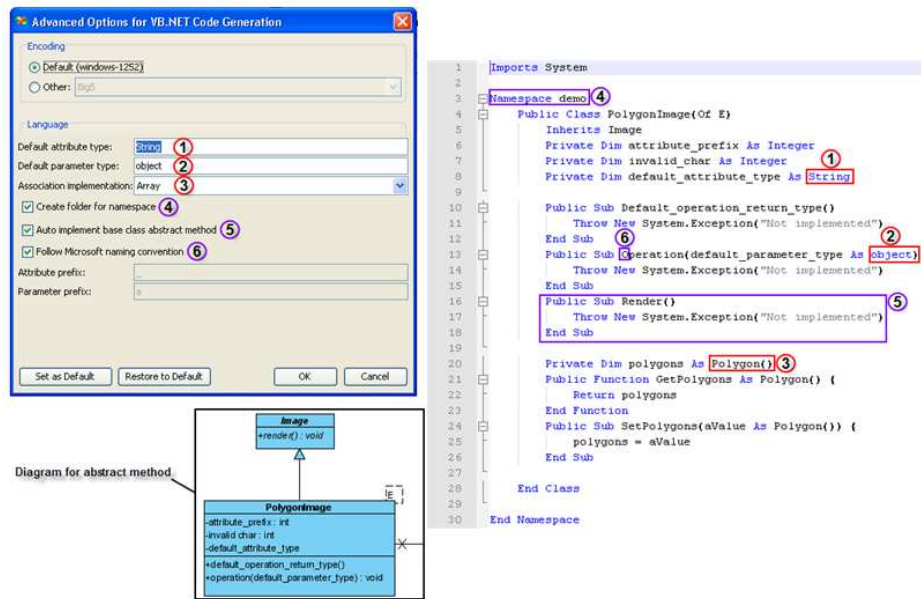 Advanced Options for VB.NET Code Generation
Encoding
Default (windows-1252)
Other: Big5
Language
Default attribute type: String 1
Default parameter type: object 2
Association implementation: Array 3
Create folder for namespace 4
Auto implement base class abstract method 5
Follow Microsoft naming convention 6
Attribute prefix: _
Parameter prefix: a
Set as Default Restore to Default OK Cancel
Image
+render() : void
Diagram for abstract method
E
PolygonImage
-attribute_prefix : int
-invalid char : int
-default_attribute_type
+default_operation_return_type()
+operation(default_parameter_type) : void
1 Imports System
2
3 Namespace demo 4
4 Public Class PolygonImage(Of E)
5 Inherits Image
6 Private Dim attribute_prefix As Integer
7 Private Dim invalid_char As Integer 1
8 Private Dim default_attribute_type As String
9
10 Public Sub Default_operation_return_type()
11 Throw New System.Exception("Not implemented")
12 End Sub 6 2
13 Public Sub Operation(default_parameter_type As object)
14 Throw New System.Exception("Not implemented")
15 End Sub
16 Public Sub Render() 5
17 Throw New System.Exception("Not implemented")
18 End Sub
19
20 Private Dim polygons As Polygon() 3
21 Public Function GetPolygons As Polygon() {
22 Return polygons
23 End Function
24 Public Sub SetPolygons(aValue As Polygon()) {
25 polygons = aValue
26 End Sub
27
28 End Class
29
30 End Namespace